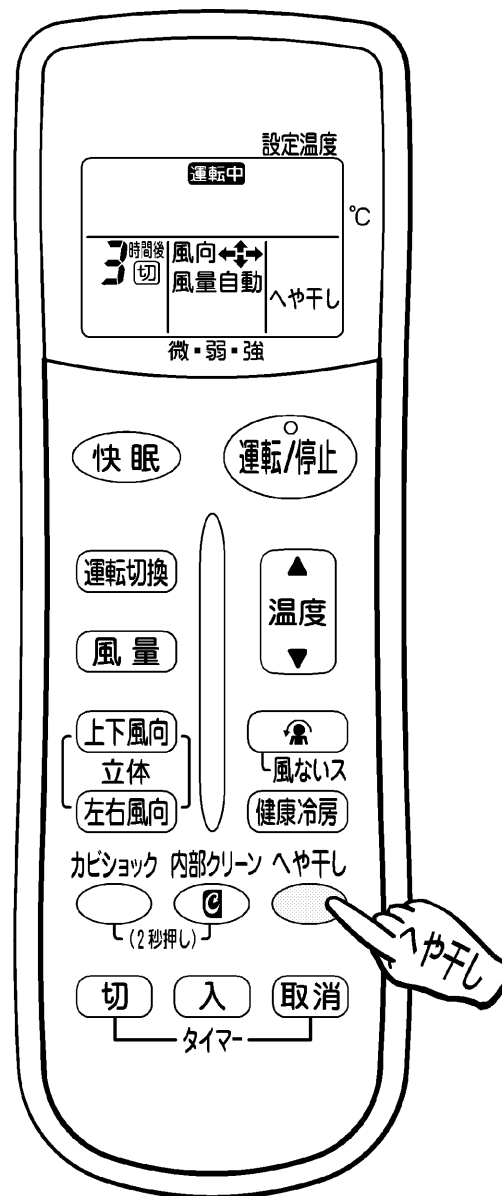 設定温度
運転中
℃
3時間後切
風向
風量自動
へや干し
微・弱・強
快眠
運転/停止
運転切換
温度
風量
上下風向
立体
左右風向
風ないス
健康冷房
カビショック 内部クリーン へや干し
(2秒押し)
へや干し
切 入 取消
タイマー